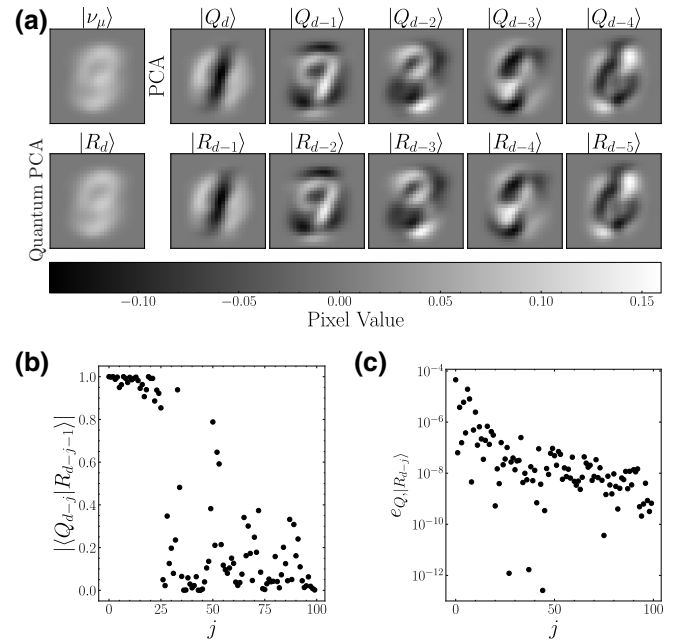 (a)
|ν_μ⟩ |Q_d⟩ |Q_{d−1}⟩ |Q_{d−2}⟩ |Q_{d−3}⟩ |Q_{d−4}⟩
PCA
|R_d⟩ |R_{d−1}⟩ |R_{d−2}⟩ |R_{d−3}⟩ |R_{d−4}⟩ |R_{d−5}⟩
Quantum PCA
−0.10 −0.05 0.00 0.05 0.10 0.15
Pixel Value
(b)
|⟨Q_{d−j}|R_{d−j−1}⟩|
1.0
0.8
0.6
0.4
0.2
0.0
0 25 50 75 100
j
(c)
e_{Q,|R_{d−j}⟩}
10^{−4}
10^{−6}
10^{−8}
10^{−10}
10^{−12}
0 50 100
j